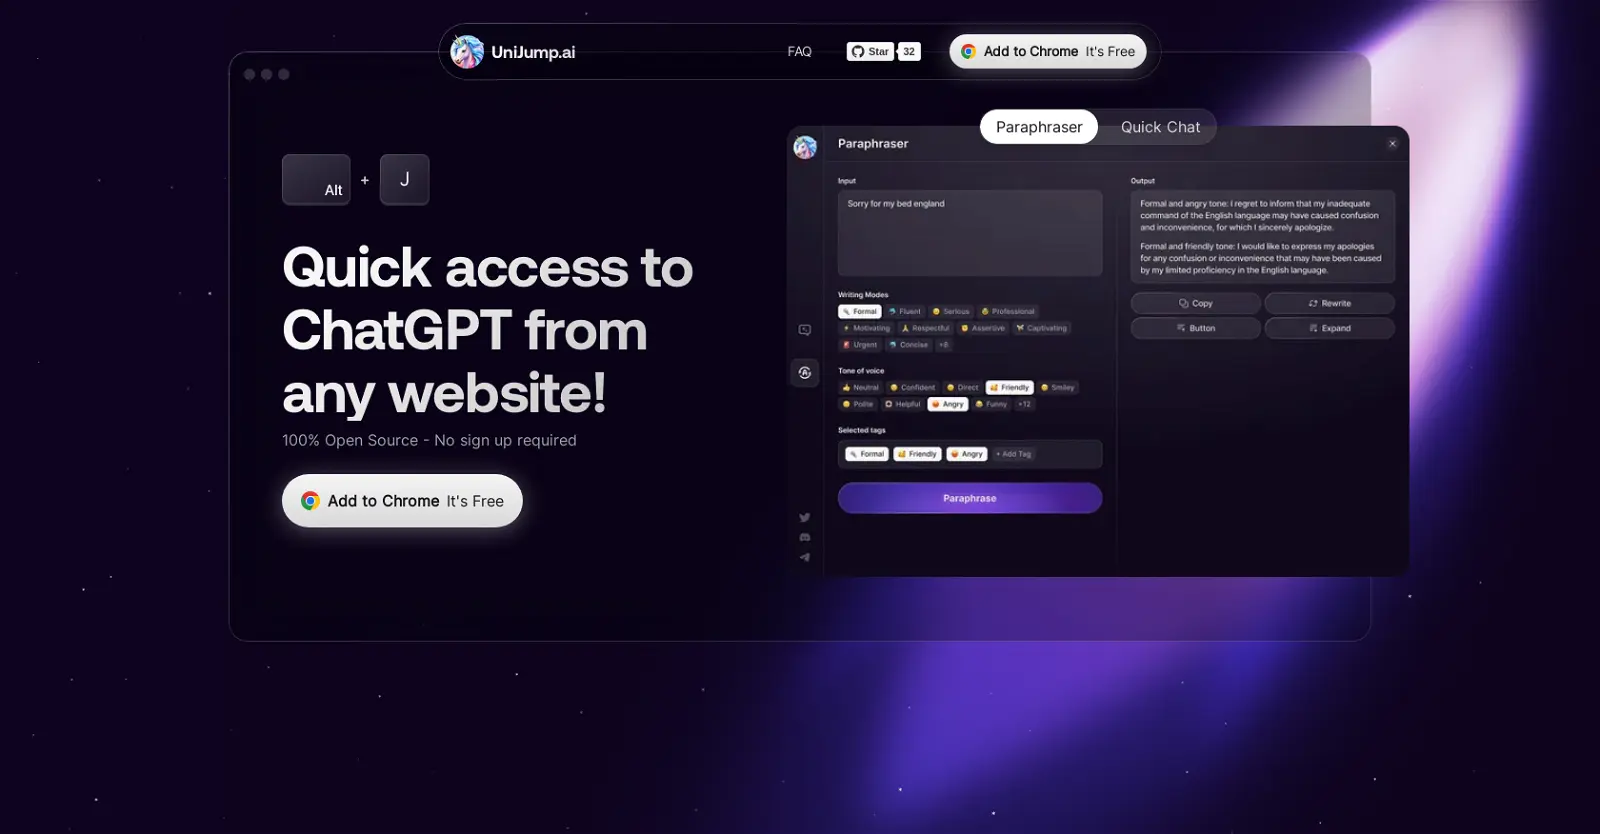 UniJump.ai
FAQ
Star 32
Add to Chrome It's Free
Alt + J
Quick access to
ChatGPT from
any website!
100% Open Source - No sign up required
Add to Chrome It's Free
Paraphraser Quick Chat
Paraphraser
Input
Sorry for my bed england
Writing Modes
Formal Fluent Serious Professional
Motivating Respectful Assertive Captivating
Urgent Concise +8
Tone of voice
Neutral Confident Direct Friendly Smiley
Polite Helpful Angry Funny +12
Selected tags
Formal Friendly Angry + Add Tag
Paraphrase
Output
Formal and angry tone: I regret to inform that my inadequate
command of the English language may have caused confusion
and inconvenience, for which I sincerely apologize.
Formal and friendly tone: I would like to express my apologies
for any confusion or inconvenience that may have been caused
by my limited proficiency in the English language.
Copy Rewrite
Button Expand